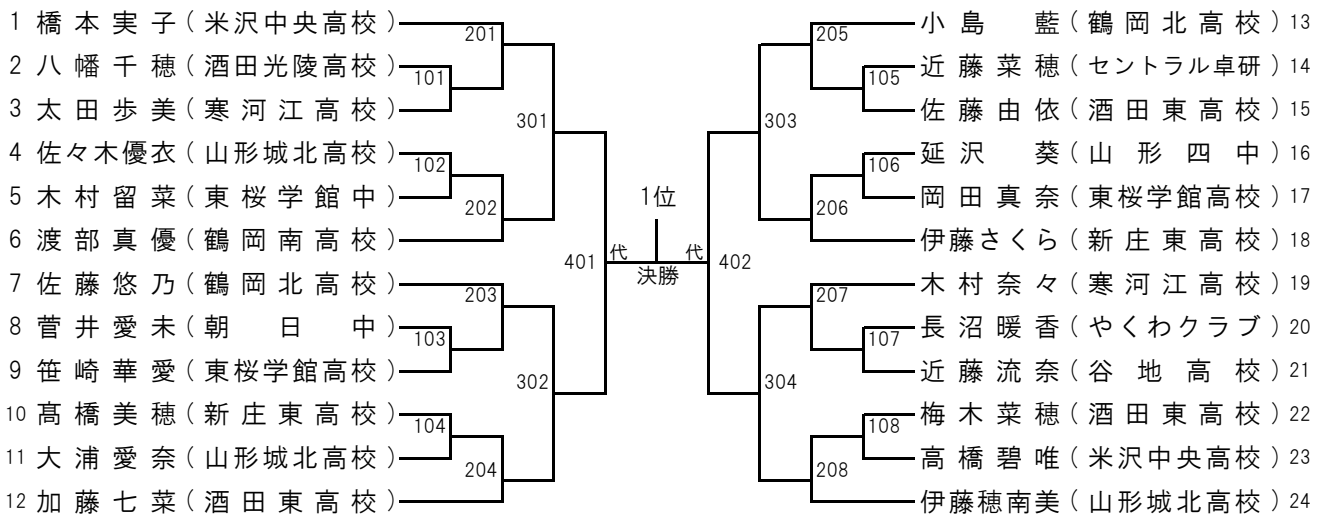 1 橋本実子(米沢中央高校)
2 八幡千穂(酒田光陵高校)
3 太田歩美(寒河江高校)
4 佐々木優衣(山形城北高校)
5 木村留菜(東桜学館中)
6 渡部真優(鶴岡南高校)
7 佐藤悠乃(鶴岡北高校)
8 菅井愛未(朝日中)
9 笹崎華愛(東桜学館高校)
10 髙橋美穂(新庄東高校)
11 大浦愛奈(山形城北高校)
12 加藤七菜(酒田東高校)
201
101
102
202
203
103
104
204
301
302
401
代
1位
決勝
代
402
303
304
205
105
106
206
207
107
108
208
小島藍(鶴岡北高校) 13
近藤菜穂(セントラル卓研) 14
佐藤由依(酒田東高校) 15
延沢葵(山形四中) 16
岡田真奈(東桜学館高校) 17
伊藤さくら(新庄東高校) 18
木村奈々(寒河江高校) 19
長沼暖香(やくわクラブ) 20
近藤流奈(谷地高校) 21
梅木菜穂(酒田東高校) 22
高橋碧唯(米沢中央高校) 23
伊藤穂南美(山形城北高校) 24